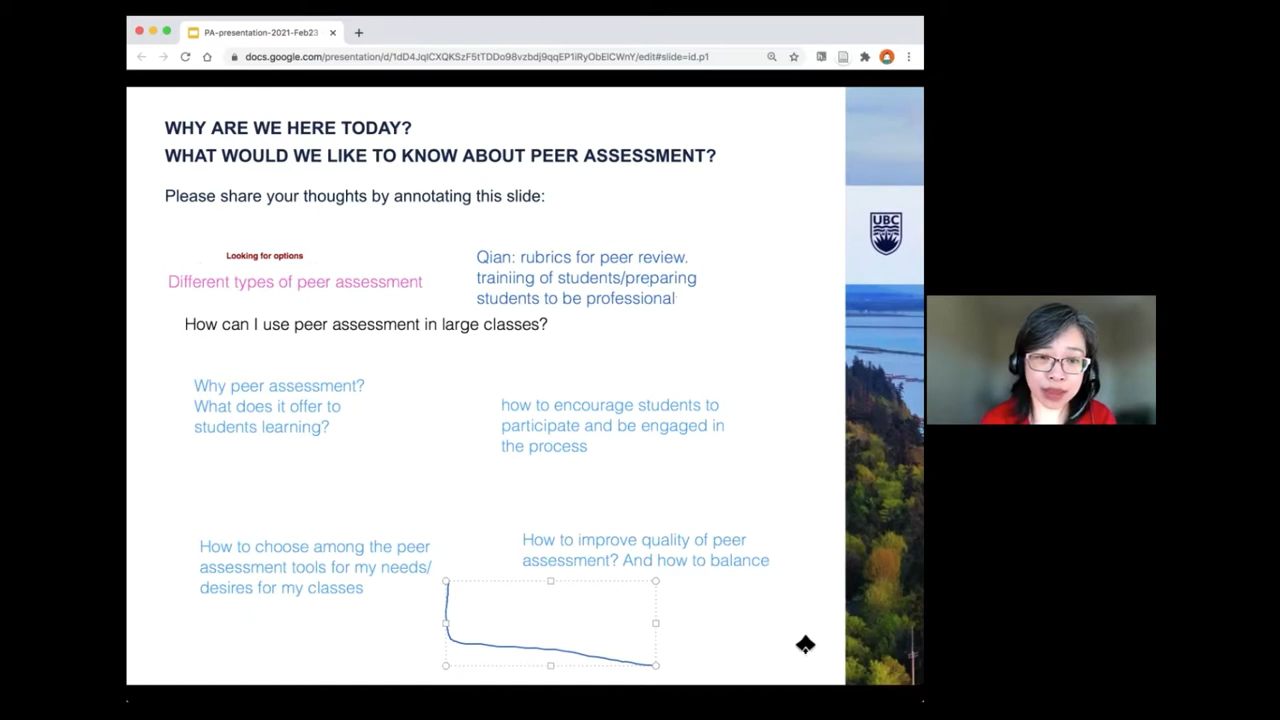 PA-presentation-2021-Feb23
docs.google.com/presentation/d/1dD4JqICXQKSzF5tTDDo98vzbdj9qqEP1iRyObElCWnY/edit#slide=id.p1
WHY ARE WE HERE TODAY?
WHAT WOULD WE LIKE TO KNOW ABOUT PEER ASSESSMENT?
Please share your thoughts by annotating this slide:
UBC
Looking for options
Different types of peer assessment
Qian: rubrics for peer review.
trainiing of students/preparing
students to be professional
How can I use peer assessment in large classes?
Why peer assessment?
What does it offer to
students learning?
how to encourage students to
participate and be engaged in
the process
How to choose among the peer
assessment tools for my needs/
desires for my classes
How to improve quality of peer
assessment? And how to balance